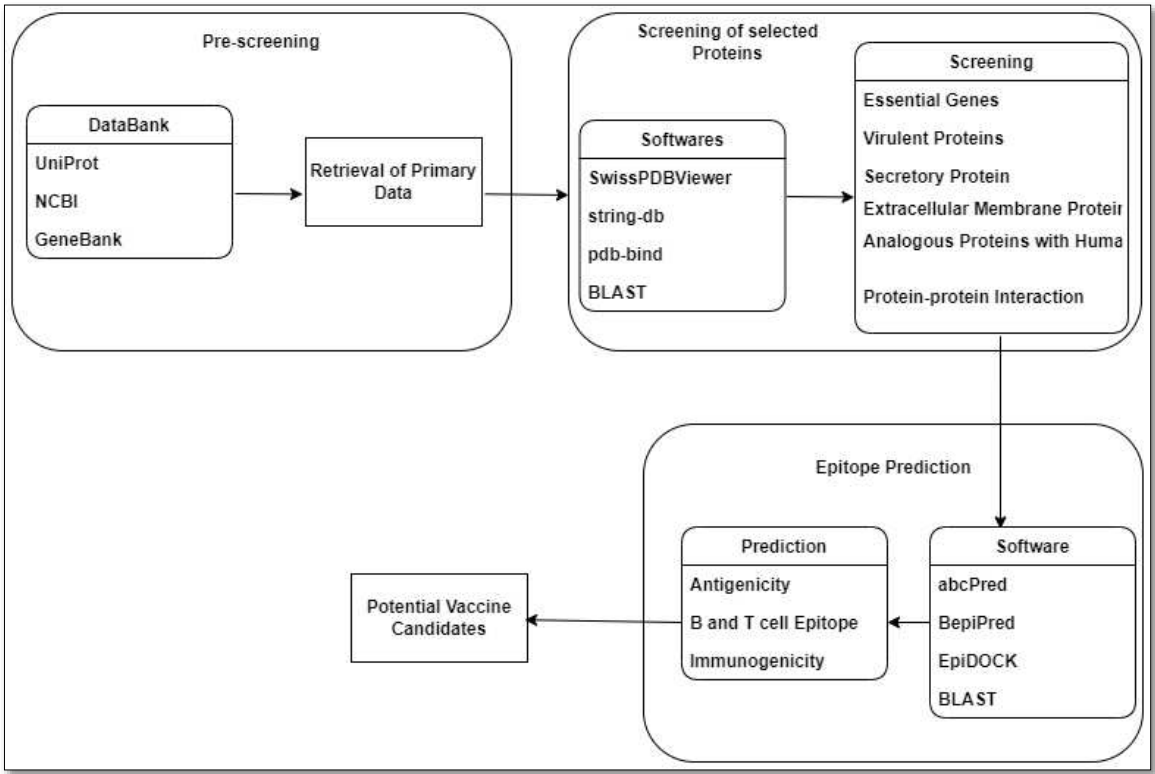 Pre-screening
DataBank
UniProt
NCBI
GeneBank
Retrieval of Primary
Data
Screening of selected
Proteins
Softwares
SwissPDBViewer
string-db
pdb-bind
BLAST
Screening
Essential Genes
Virulent Proteins
Secretory Protein
Extracellular Membrane Protein
Analogous Proteins with Huma
Protein-protein Interaction
Epitope Prediction
Software
abcPred
BepiPred
EpiDOCK
BLAST
Prediction
Antigenicity
B and T cell Epitope
Immunogenicity
Potential Vaccine
Candidates